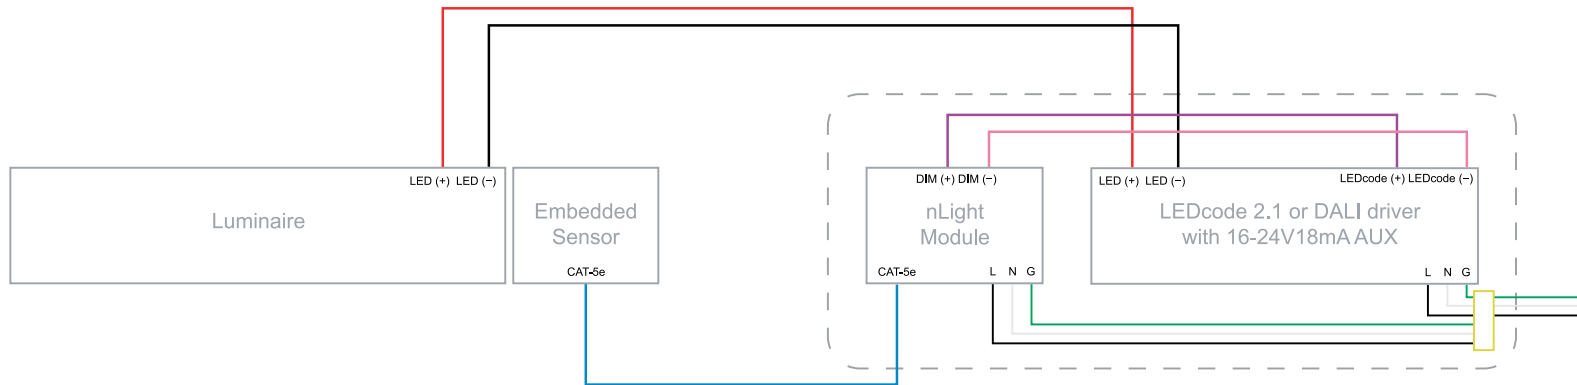 LED (+) LED (−)
Luminaire
Embedded
Sensor
CAT-5e
DIM (+) DIM (−)
nLight
Module
CAT-5e
L N G
LED (+) LED (−)
LEDcode (+) LEDcode (−)
LEDcode 2.1 or DALI driver
with 16-24V18mA AUX
L N G